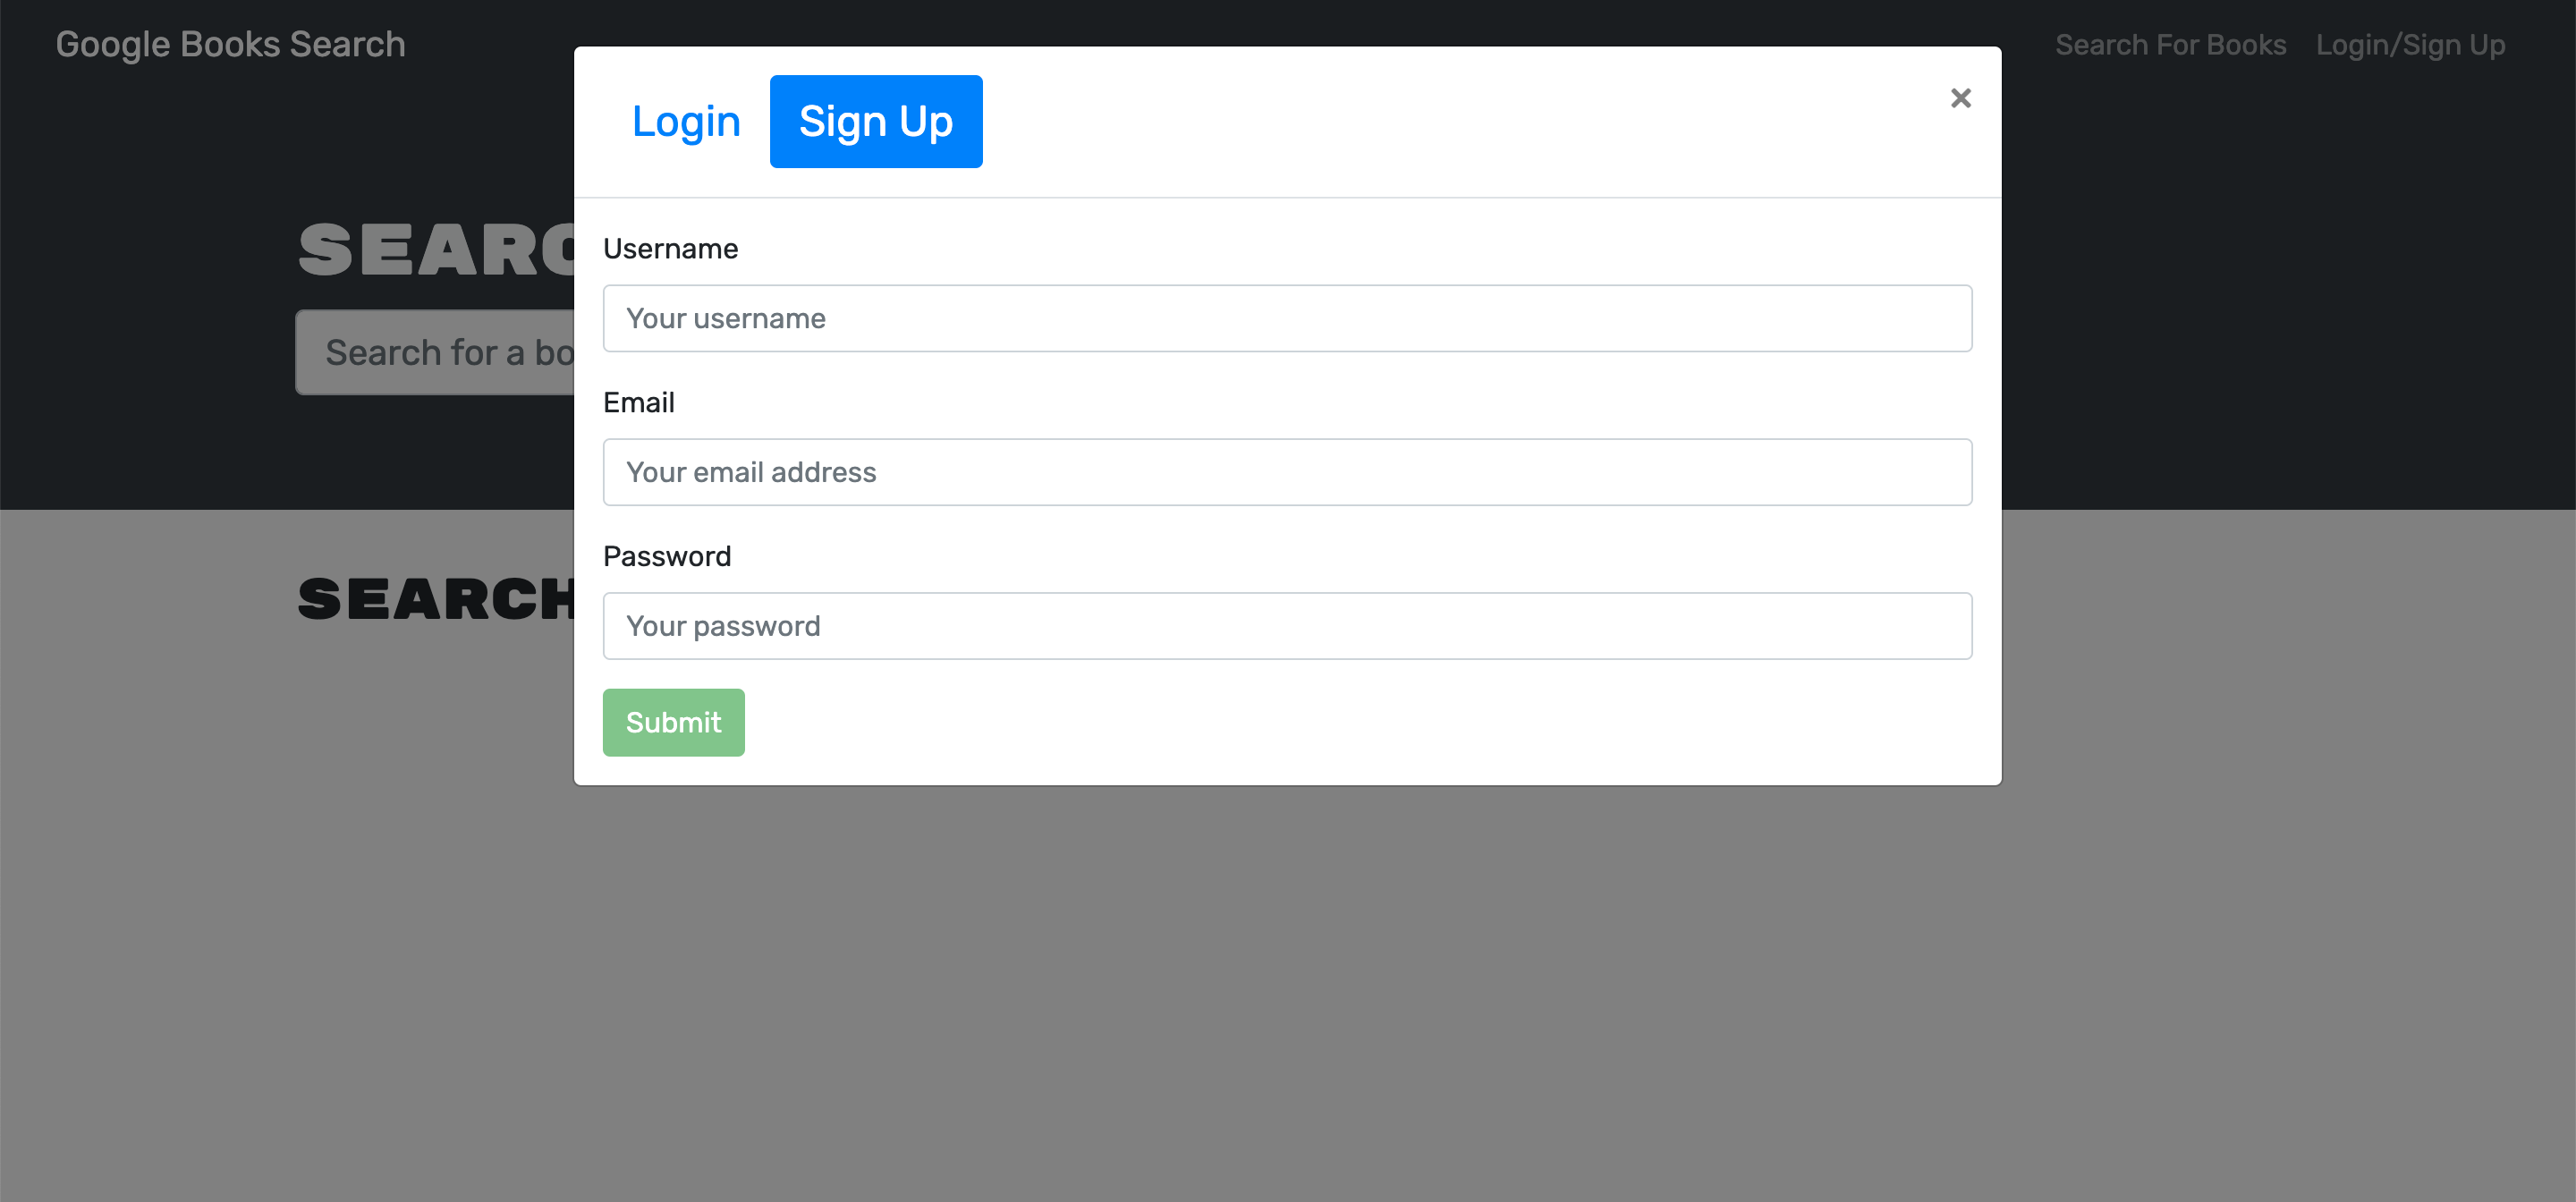 Google Books Search
Search For Books Login/Sign Up
Login Sign Up ×
SEARC
Search for a bo
Username
Your username
Email
Your email address
Password
Your password
SEARCH
Submit